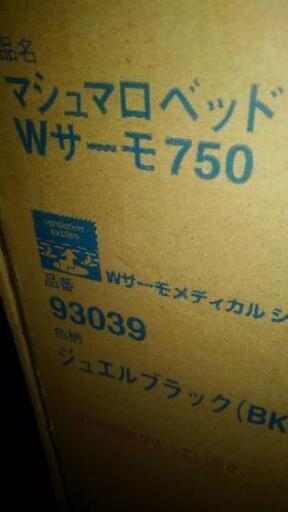 品名
マシュマロベッド
Wサーモ750
ventilation
system
Wサーモメディカル シ
品番
93039
色柄
ジュエルブラック(BK